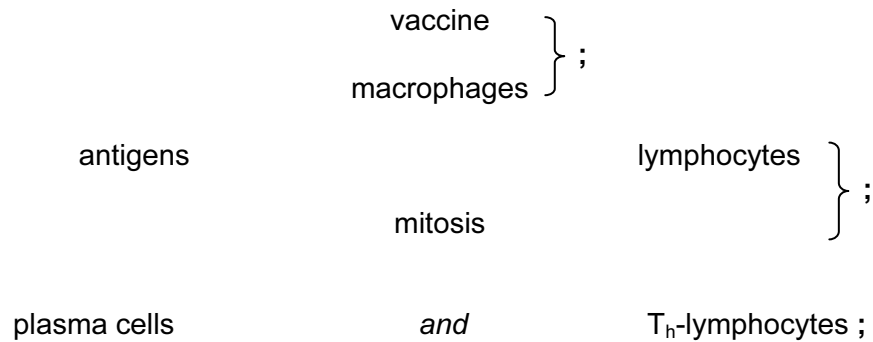 vaccine
;
macrophages
antigens lymphocytes
;
mitosis
plasma cells and Th-lymphocytes ;